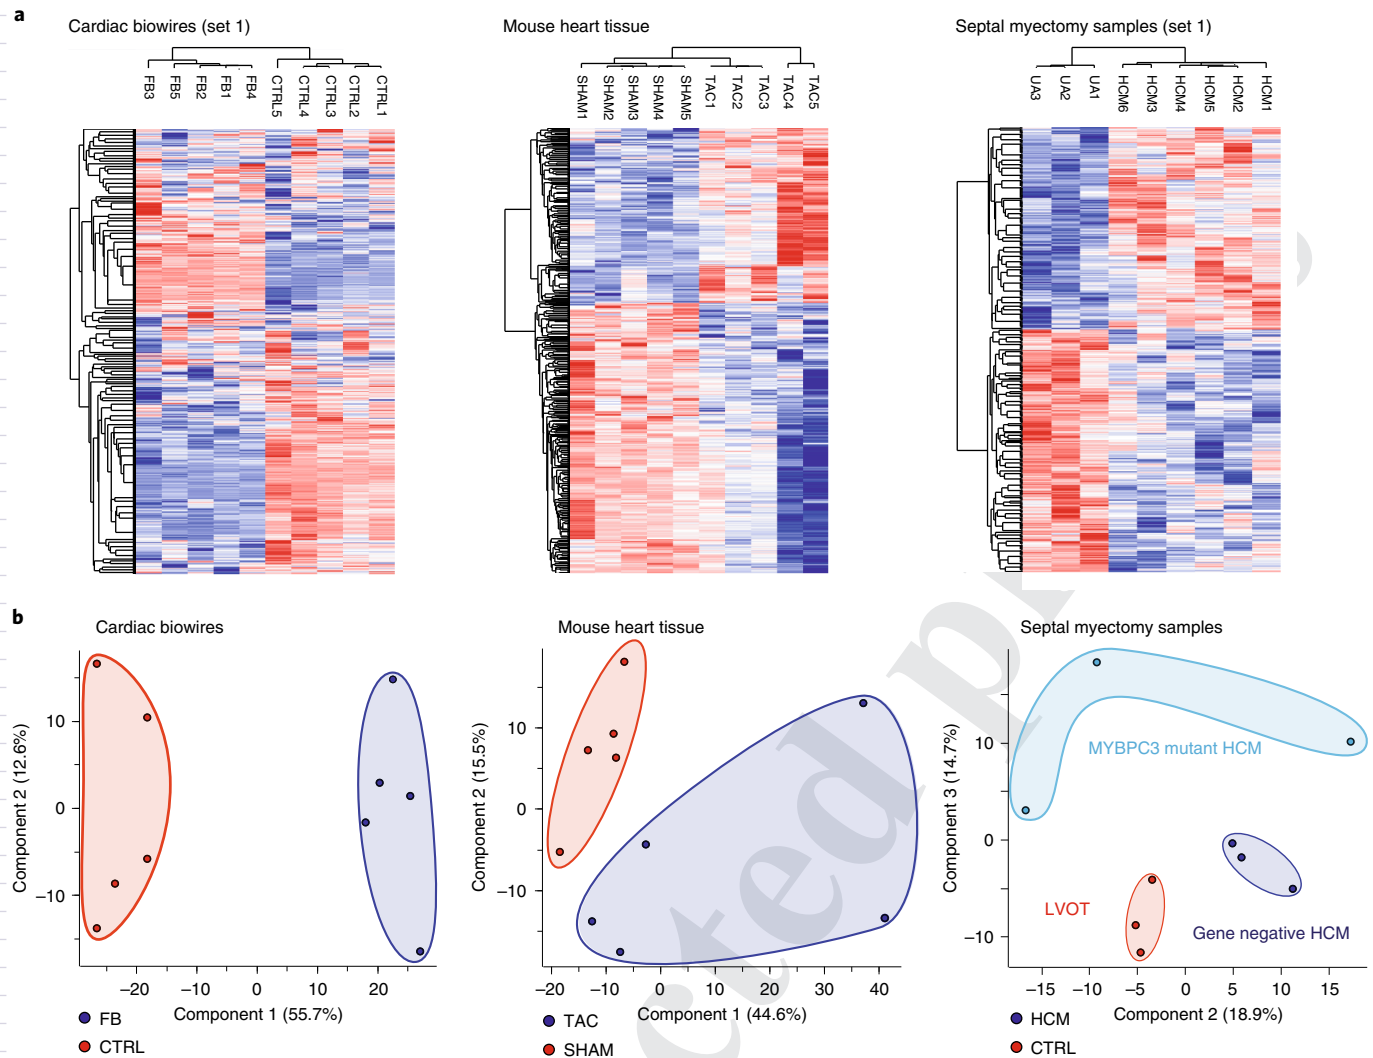 a
Cardiac biowires (set 1)
Mouse heart tissue
Septal myectomy samples (set 1)
FB3 FB5 FB2 FB1 FB4 CTRL5 CTRL4 CTRL3 CTRL2 CTRL1
SHAM1 SHAM2 SHAM3 SHAM4 SHAM5 TAC1 TAC2 TAC3 TAC4 TAC5
UA3 UA2 UA1 HCM6 HCM3 HCM4 HCM5 HCM2 HCM1
b
Cardiac biowires
Component 2 (12.6%)
10
0
−10
−20 −10 0 10 20
Component 1 (55.7%)
FB
CTRL
Mouse heart tissue
Component 2 (15.5%)
10
0
−10
−20 −10 0 10 20 30 40
Component 1 (44.6%)
TAC
SHAM
Septal myectomy samples
Component 3 (14.7%)
10
0
−10
MYBPC3 mutant HCM
LVOT
Gene negative HCM
−15 −10 −5 0 5 10 15
Component 2 (18.9%)
HCM
CTRL
cted p